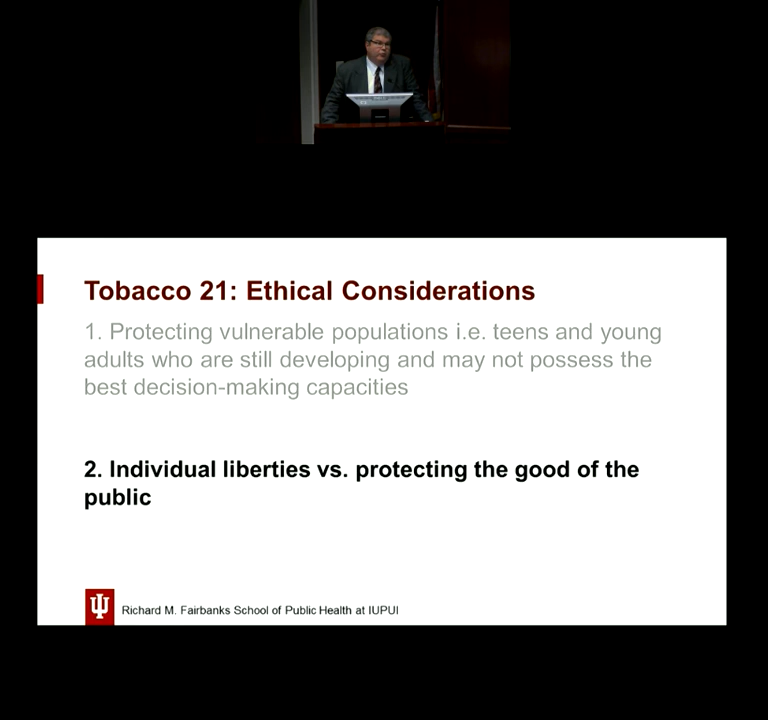 Tobacco 21: Ethical Considerations
1. Protecting vulnerable populations i.e. teens and young
adults who are still developing and may not possess the
best decision-making capacities
2. Individual liberties vs. protecting the good of the
public
Richard M. Fairbanks School of Public Health at IUPUI